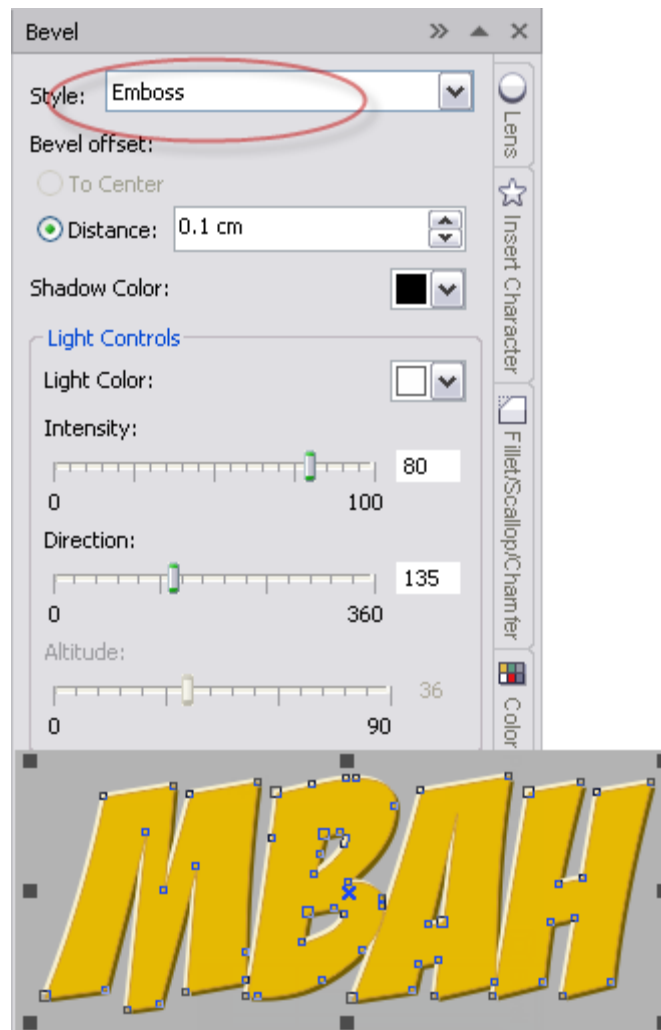 Bevel
Style: Emboss
Bevel offset:
To Center
Distance: 0.1 cm
Shadow Color:
Light Controls
Light Color:
Intensity:
80
0 100
Direction:
135
0 360
Altitude:
36
0 90
Lens
Insert Character
Fillet/Scallop/Chamfer
Color
MBAH